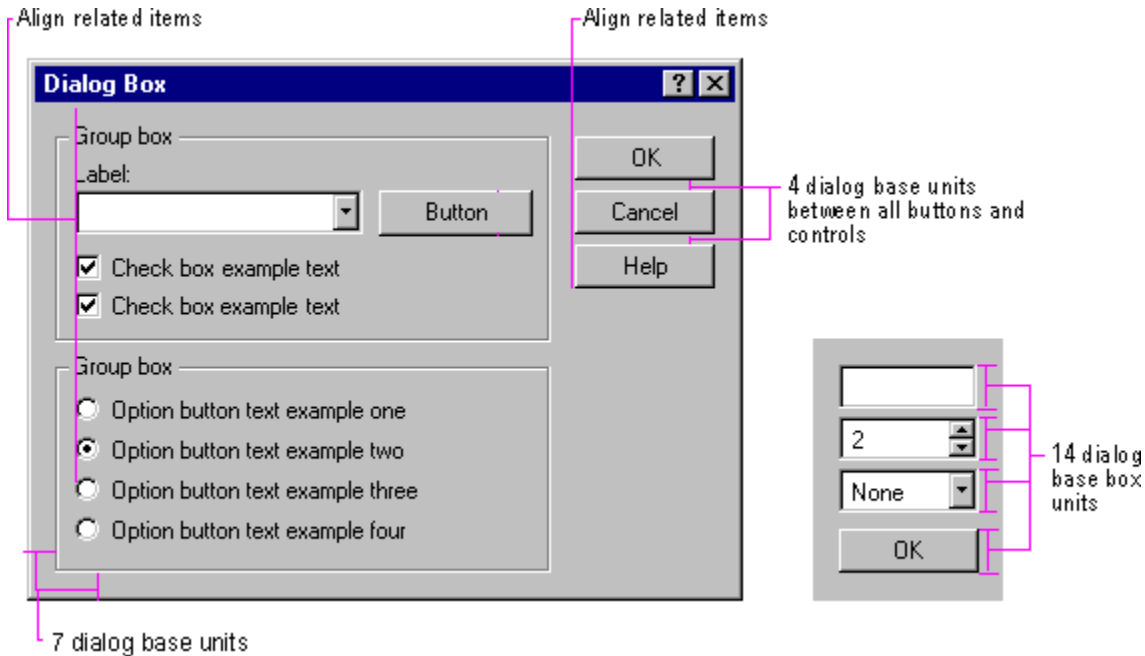 Align related items
Align related items
Dialog Box
?
Group box
Label:
Button
Check box example text
Check box example text
Group box
Option button text example one
Option button text example two
Option button text example three
Option button text example four
7 dialog base units
OK
Cancel
Help
4 dialog base units
between all buttons and
controls
2
None
OK
14 dialog
base box
units